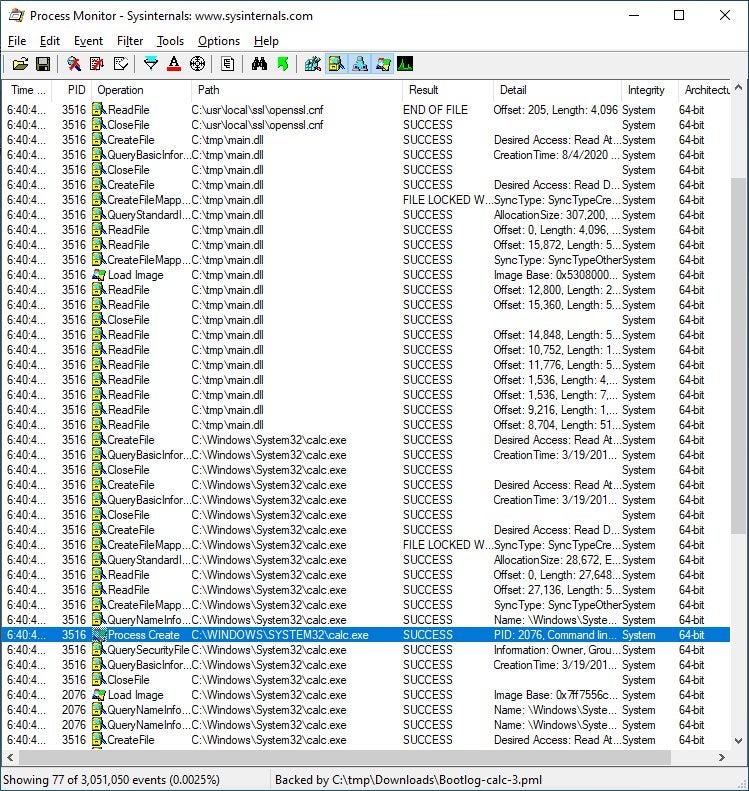 Process Monitor - Sysinternals: www.sysinternals.com
File Edit Event Filter Tools Options Help
Time ... PID Operation Path Result Detail Integrity Architectu
6:40:4... 3516 ReadFile C:\usr\local\ssl\openssl.cnf END OF FILE Offset: 205, Length: 4,096 System 64-bit
6:40:4... 3516 CloseFile C:\usr\local\ssl\openssl.cnf SUCCESS System 64-bit
6:40:4... 3516 CreateFile C:\tmp\main.dll SUCCESS Desired Access: Read At... System 64-bit
6:40:4... 3516 QueryBasicInfor... C:\tmp\main.dll SUCCESS CreationTime: 8/4/2020 ... System 64-bit
6:40:4... 3516 CloseFile C:\tmp\main.dll SUCCESS System 64-bit
6:40:4... 3516 CreateFile C:\tmp\main.dll SUCCESS Desired Access: Read D... System 64-bit
6:40:4... 3516 CreateFileMapp... C:\tmp\main.dll FILE LOCKED W... SyncType: SyncTypeCre... System 64-bit
6:40:4... 3516 QueryStandardI... C:\tmp\main.dll SUCCESS AllocationSize: 307,200, ... System 64-bit
6:40:4... 3516 ReadFile C:\tmp\main.dll SUCCESS Offset: 0, Length: 4,096, ... System 64-bit
6:40:4... 3516 ReadFile C:\tmp\main.dll SUCCESS Offset: 15,872, Length: 5... System 64-bit
6:40:4... 3516 CreateFileMapp... C:\tmp\main.dll SUCCESS SyncType: SyncTypeOther System 64-bit
6:40:4... 3516 Load Image C:\tmp\main.dll SUCCESS Image Base: 0x5308000... System 64-bit
6:40:4... 3516 ReadFile C:\tmp\main.dll SUCCESS Offset: 12,800, Length: 2... System 64-bit
6:40:4... 3516 ReadFile C:\tmp\main.dll SUCCESS Offset: 15,360, Length: 5... System 64-bit
6:40:4... 3516 CloseFile C:\tmp\main.dll SUCCESS System 64-bit
6:40:4... 3516 ReadFile C:\tmp\main.dll SUCCESS Offset: 14,848, Length: 5... System 64-bit
6:40:4... 3516 ReadFile C:\tmp\main.dll SUCCESS Offset: 10,752, Length: 1... System 64-bit
6:40:4... 3516 ReadFile C:\tmp\main.dll SUCCESS Offset: 11,776, Length: 5... System 64-bit
6:40:4... 3516 ReadFile C:\tmp\main.dll SUCCESS Offset: 1,536, Length: 4,... System 64-bit
6:40:4... 3516 ReadFile C:\tmp\main.dll SUCCESS Offset: 1,536, Length: 7,... System 64-bit
6:40:4... 3516 ReadFile C:\tmp\main.dll SUCCESS Offset: 9,216, Length: 1,... System 64-bit
6:40:4... 3516 ReadFile C:\tmp\main.dll SUCCESS Offset: 8,704, Length: 51... System 64-bit
6:40:4... 3516 CreateFile C:\Windows\System32\calc.exe SUCCESS Desired Access: Read At... System 64-bit
6:40:4... 3516 QueryBasicInfor... C:\Windows\System32\calc.exe SUCCESS CreationTime: 3/19/201... System 64-bit
6:40:4... 3516 CloseFile C:\Windows\System32\calc.exe SUCCESS System 64-bit
6:40:4... 3516 CreateFile C:\Windows\System32\calc.exe SUCCESS Desired Access: Read At... System 64-bit
6:40:4... 3516 QueryBasicInfor... C:\Windows\System32\calc.exe SUCCESS CreationTime: 3/19/201... System 64-bit
6:40:4... 3516 CloseFile C:\Windows\System32\calc.exe SUCCESS System 64-bit
6:40:4... 3516 CreateFile C:\Windows\System32\calc.exe SUCCESS Desired Access: Read D... System 64-bit
6:40:4... 3516 CreateFileMapp... C:\Windows\System32\calc.exe FILE LOCKED W... SyncType: SyncTypeCre... System 64-bit
6:40:4... 3516 QueryStandardI... C:\Windows\System32\calc.exe SUCCESS AllocationSize: 28,672, E... System 64-bit
6:40:4... 3516 ReadFile C:\Windows\System32\calc.exe SUCCESS Offset: 0, Length: 27,648... System 64-bit
6:40:4... 3516 ReadFile C:\Windows\System32\calc.exe SUCCESS Offset: 27,136, Length: 5... System 64-bit
6:40:4... 3516 CreateFileMapp... C:\Windows\System32\calc.exe SUCCESS SyncType: SyncTypeOther System 64-bit
6:40:4... 3516 QueryNameInfo... C:\Windows\System32\calc.exe SUCCESS Name: \Windows\Syste... System 64-bit
6:40:4... 3516 Process Create C:\WINDOWS\SYSTEM32\calc.exe SUCCESS PID: 2076, Command lin... System 64-bit
6:40:4... 3516 QuerySecurityFile C:\Windows\System32\calc.exe SUCCESS Information: Owner, Grou... System 64-bit
6:40:4... 3516 QueryBasicInfor... C:\Windows\System32\calc.exe SUCCESS CreationTime: 3/19/201... System 64-bit
6:40:4... 3516 CloseFile C:\Windows\System32\calc.exe SUCCESS System 64-bit
6:40:4... 2076 Load Image C:\Windows\System32\calc.exe SUCCESS Image Base: 0x7ff7556c... System 64-bit
6:40:4... 2076 QueryNameInfo... C:\Windows\System32\calc.exe SUCCESS Name: \Windows\Syste... System 64-bit
6:40:4... 2076 QueryNameInfo... C:\Windows\System32\calc.exe SUCCESS Name: \Windows\Syste... System 64-bit
6:40:4... 3516 CreateFile C:\Windows\System32\calc.exe SUCCESS Desired Access: Read At... System 64-bit
Showing 77 of 3,051,050 events (0.0025%) Backed by C:\tmp\Downloads\Bootlog-calc-3.pml